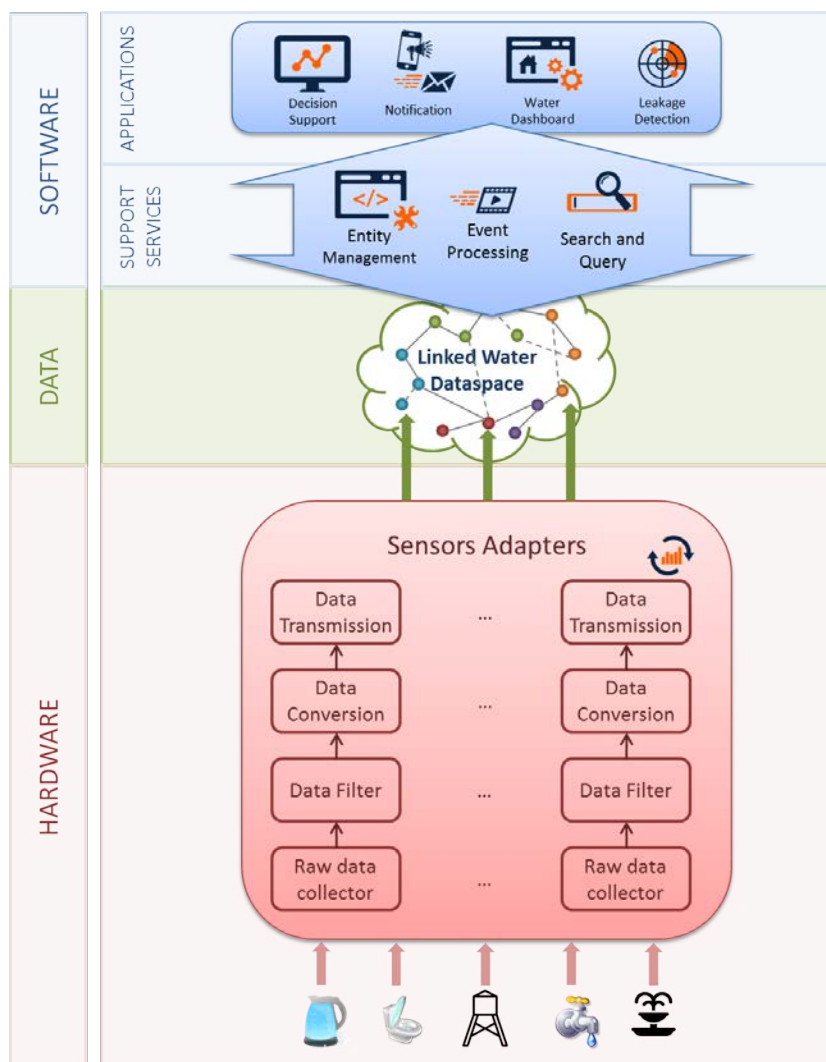 SOFTWARE
APPLICATIONS
Decision
Support
Notification
Water
Dashboard
Leakage
Detection
SUPPORT
SERVICES
</>
Entity
Management
Event
Processing
Search and
Query
DATA
Linked Water
Dataspace
HARDWARE
Sensors Adapters
Data
Transmission
...
Data
Transmission
Data
Conversion
...
Data
Conversion
Data Filter
...
Data Filter
Raw data
collector
...
Raw data
collector